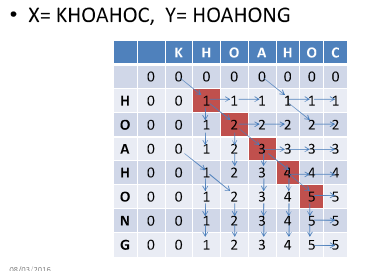 • X= KHOAHOC, Y= HOAHONG
K H O A H O C
0 0 0 0 0 0 0 0
H 0 0 1 1 1 1 1 1
O 0 0 1 2 2 2 2 2
A 0 0 1 2 3 3 3 3
H 0 0 1 2 3 4 4 4
O 0 0 1 2 3 4 5 5
N 0 0 1 2 3 4 5 5
G 0 0 1 2 3 4 5 5
08/03/2016